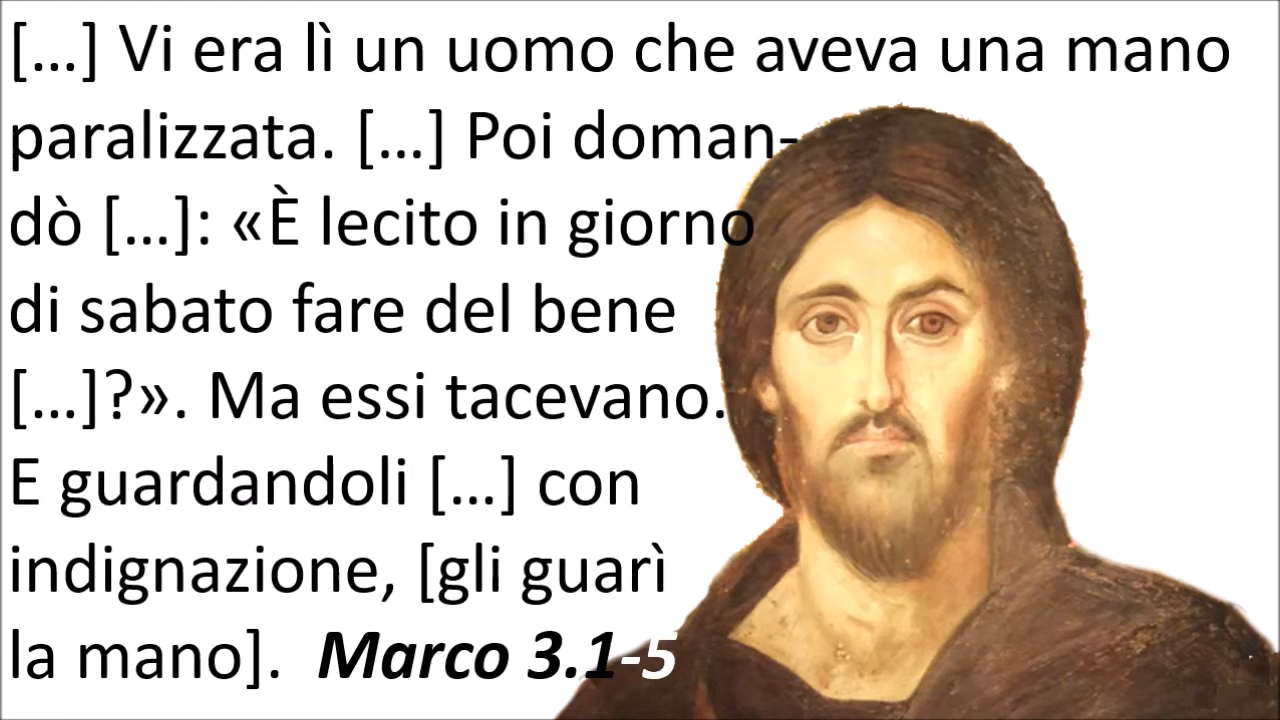 […] Vi era lì un uomo che aveva una mano
paralizzata. […] Poi doman-
dò […]: «È lecito in giorno
di sabato fare del bene
[…]?». Ma essi tacevano.
E guardandoli […] con
indignazione, [gli guarì
la mano]. Marco 3.1-5